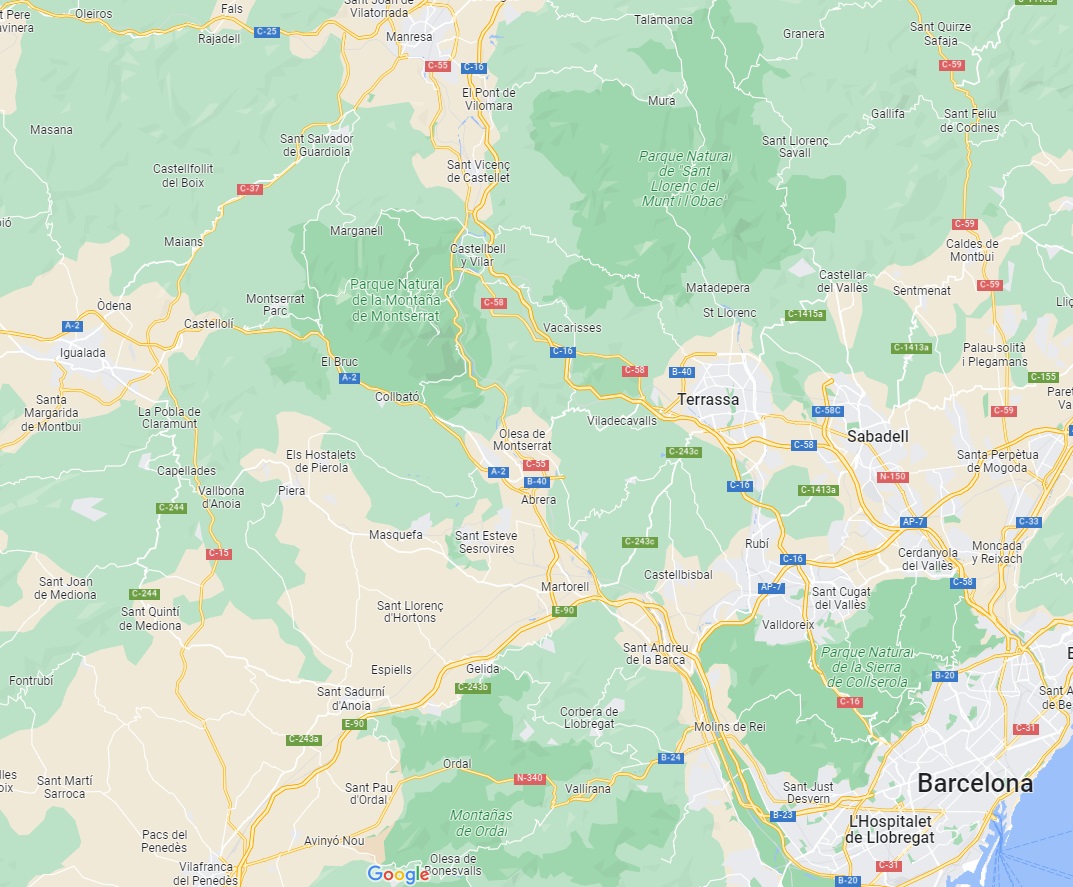 Sant Joan de
Vilatorrada
Fals
Oleiros
t Pere
avinera
C-25
Rajadell
Manresa
Talamanca
Granera
Sant Quirze
Safaja
C-55
C-16
C-59
El Pont de
Vilomara
Mura
Gallifa
Sant Feliu
de Codines
Masana
Sant Salvador
de Guardiola
Sant Llorenç
Savall
Castellfollit
del Boix
Sant Vicenç
de Castellet
Parque Natural
de 'Sant
Llorenç del
Munt i l'Obac'
C-37
C-59
Marganell
Maians
Castellbell
y Vilar
Caldes de
Montbui
Castellar
del Vallès
Sentmenat
C-59
Matadepera
Parque Natural
de la Montaña
de Montserrat
Montserrat
Parc
Òdena
C-58
St Llorenç
C-1415a
A-2
Castellolí
Vacarisses
Igualada
C-16
C-1413a
Palau-solità
i Plegamans
El Bruc
A-2
C-58
B-40
C-155
Collbató
Terrassa
Santa
Margarida
de Montbui
La Pobla de
Claramunt
C-58C
C-59
Viladecavalls
Olesa de
Montserrat
C-58
Sabadell
C-243c
Els Hostalets
de Pierola
Capellades
A-2
C-55
B-40
Santa Perpètua
de Mogoda
N-150
C-16
C-1413a
Vallbona
d'Anoia
Piera
Abrera
C-244
AP-7
C-33
Masquefa
Sant Esteve
Sesrovires
C-243c
Rubí
C-15
C-16
Cerdanyola
del Vallès
Moncada
y Reixach
Sant Joan
de Mediona
C-244
Martorell
Castellbisbal
AP-7
C-58
Sant Cugat
del Vallès
Sant Quintí
de Mediona
Sant Llorenç
d'Hortons
E-90
Valldoreix
Sant Andreu
de la Barca
Parque Natural
de la Sierra
de Collserola
Fontrubí
Espiells
Gelida
B-20
C-243b
Sant Sadurní
d'Anoia
C-16
E-90
Corbera de
Llobregat
Molins de Rei
C-31
C-243a
B-24
Ordal
N-340
Sant Martí
Sarroca
Sant Pau
d'Ordal
Vallirana
Sant Just
Desvern
Barcelona
B-23
Montañas
de Ordal
L'Hospitalet
de Llobregat
Pacs del
Penedès
Avinyó Nou
Vilafranca
del Penedès
Olesa de
Bonesvalls
Google
C-31
B-20